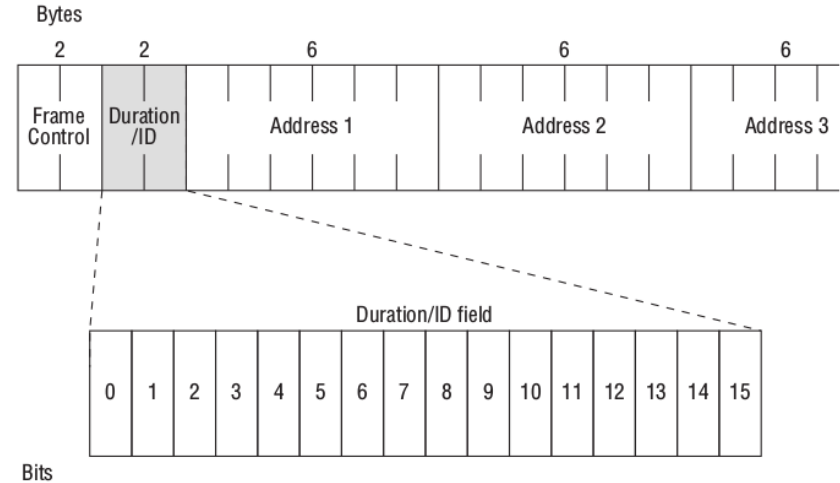 Bytes
2 2 6 6 6
Frame Control Duration /ID Address 1 Address 2 Address 3
Duration/ID field
0 1 2 3 4 5 6 7 8 9 10 11 12 13 14 15
Bits